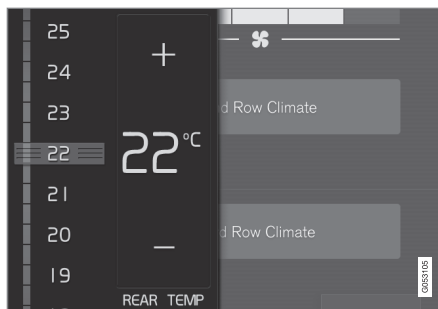 25
24
23
22
21
20
19
+
22°C
−
REAR TEMP
d Row Climate
d Row Climate
G053105